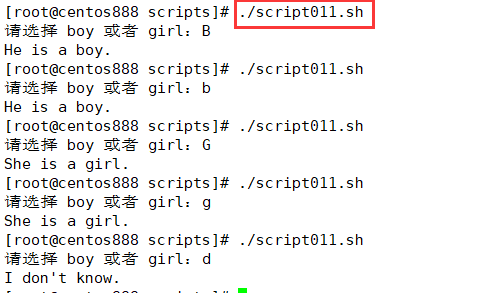 [root@centos888 scripts]# ./script011.sh
请选择 boy 或者 girl：B
He is a boy.
[root@centos888 scripts]# ./script011.sh
请选择 boy 或者 girl：b
He is a boy.
[root@centos888 scripts]# ./script011.sh
请选择 boy 或者 girl：G
She is a girl.
[root@centos888 scripts]# ./script011.sh
请选择 boy 或者 girl：g
She is a girl.
[root@centos888 scripts]# ./script011.sh
请选择 boy 或者 girl：d
I don't know.
[root@centos888 scripts]#